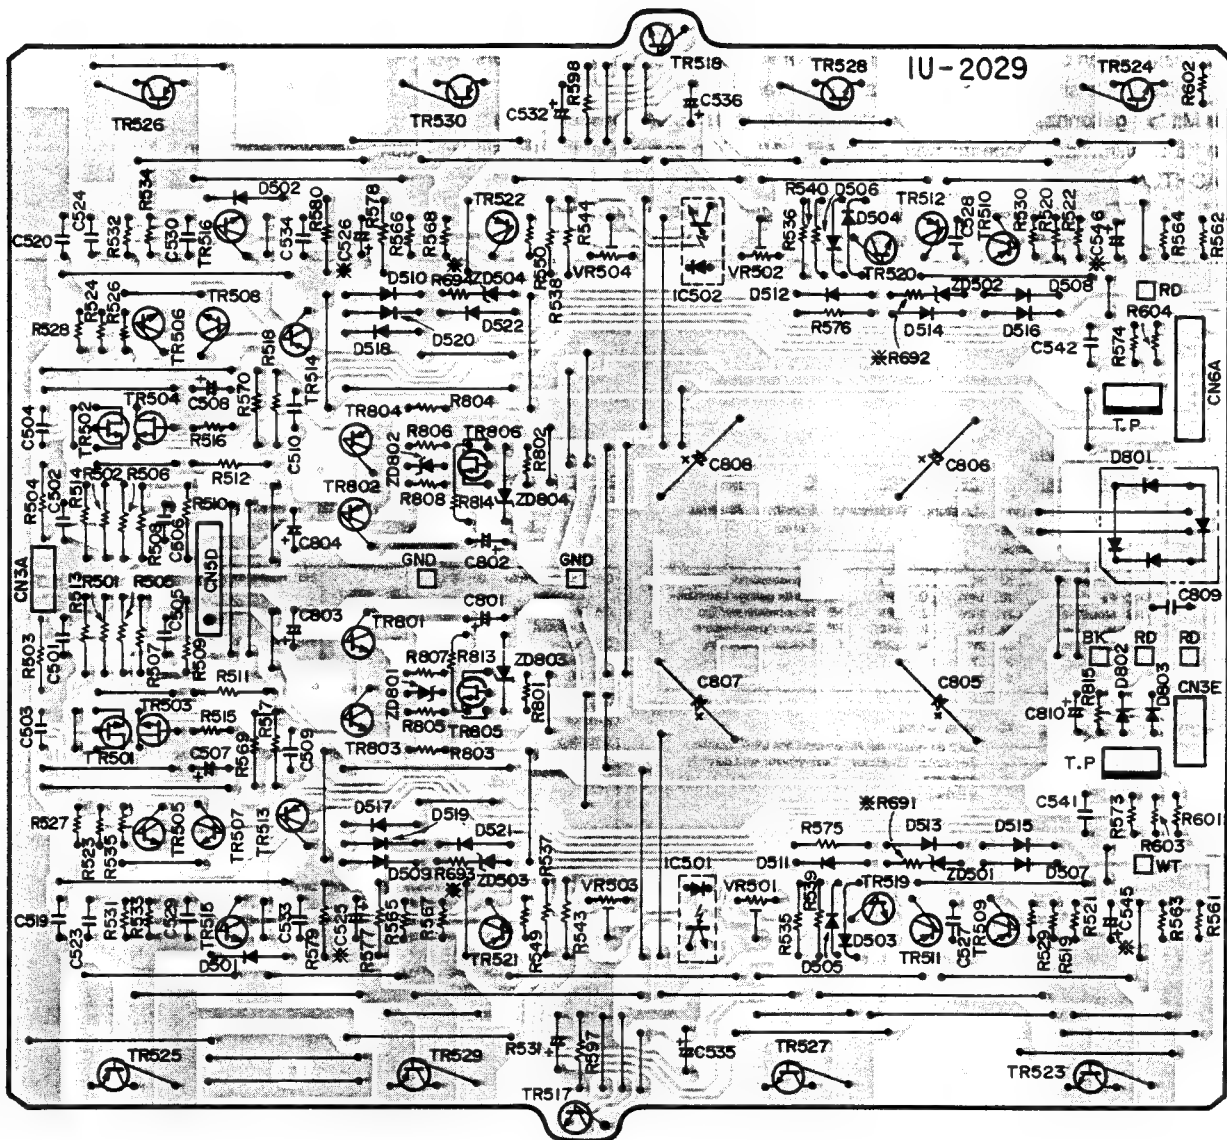 IU-2029
TR518
TR528
TR524
R602
R598
C532 +
C536
+
TR526
TR530
C524
R534
D502
R580
R578
TR522
R544
R540
D506
TR512
TR510
R530
R520
R522
C520
R532
C530
TR516
C534
※C526
+
R566
R568
R550
R536
D504
C528
※C546
+
R564
R562
R538
VR504
VR502
IC502
TR520
D510
R694
※
ZD504
D512
ZD502
D508
RD
R524
R526
TR508
R528
TR506
R518
D522
D520
D518
R576
D514
D516
※R692
R604
C542
R574
TR514
CN6A
C504
TR504
C508
R570
R804
T.P
TR502
R516
C510
TR804
R806
TR806
R802
ZD802
R514
R502
R506
R512
R808
C808
C806
D801
R504
C502
R510
TR802
R814
ZD804
R508
C506
C804
C802
CN3A
CN5D
GND
GND
R513
R501
R505
C801
C803
TR801
C809
R503
C501
R507
C505
R509
R807
R813
ZD803
BK
RD
RD
R511
ZD801
R801
C807
C805
R815
D802
D803
CN3E
C503
TR503
R515
R517
R805
TR805
C810
TR501
C507
R569
C509
TR803
R803
T.P
D517
D519
※R691
C541
R573
R527
TR505
TR507
TR513
D521
R537
R575
D513
D515
R601
R523
R535
D509
R693
※
ZD503
IC501
D511
ZD501
D507
R603
WT
VR503
VR501
R539
TR519
C519
R531
R533
C529
TR515
C533
※C525
R565
R567
R549
R543
R535
D503
TR509
R521
※C545
R563
R561
C523
R579
R577
TR521
D505
TR511
C527
R529
R519
D501
R531
+
R597
C535
+
TR525
TR529
TR527
TR523
TR517